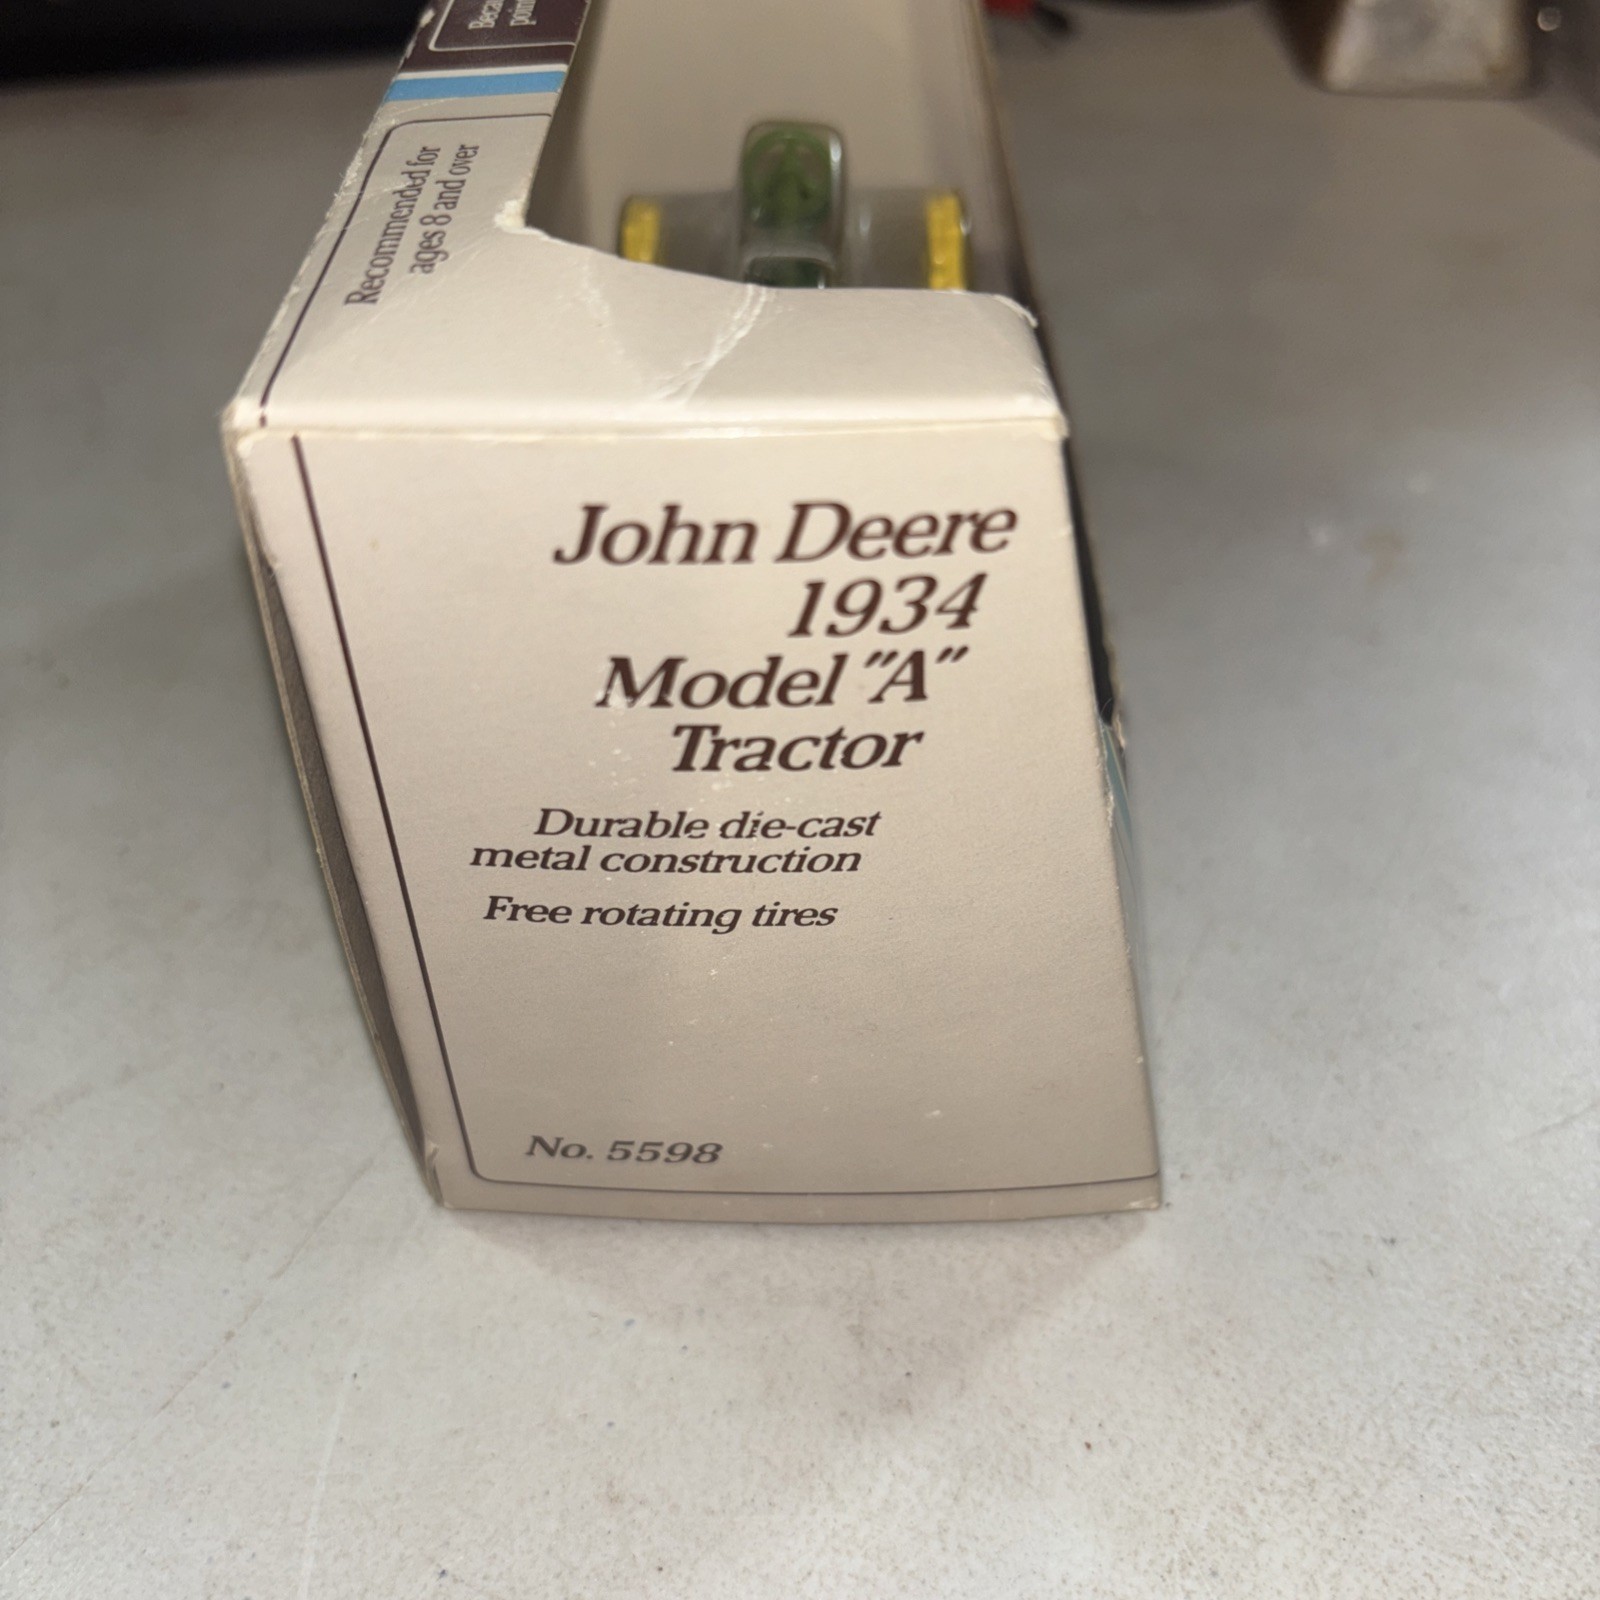 Recommended for
ages 8 and over
John Deere
1934
Model "A"
Tractor
Durable die-cast
metal construction
Free rotating tires
No. 5598